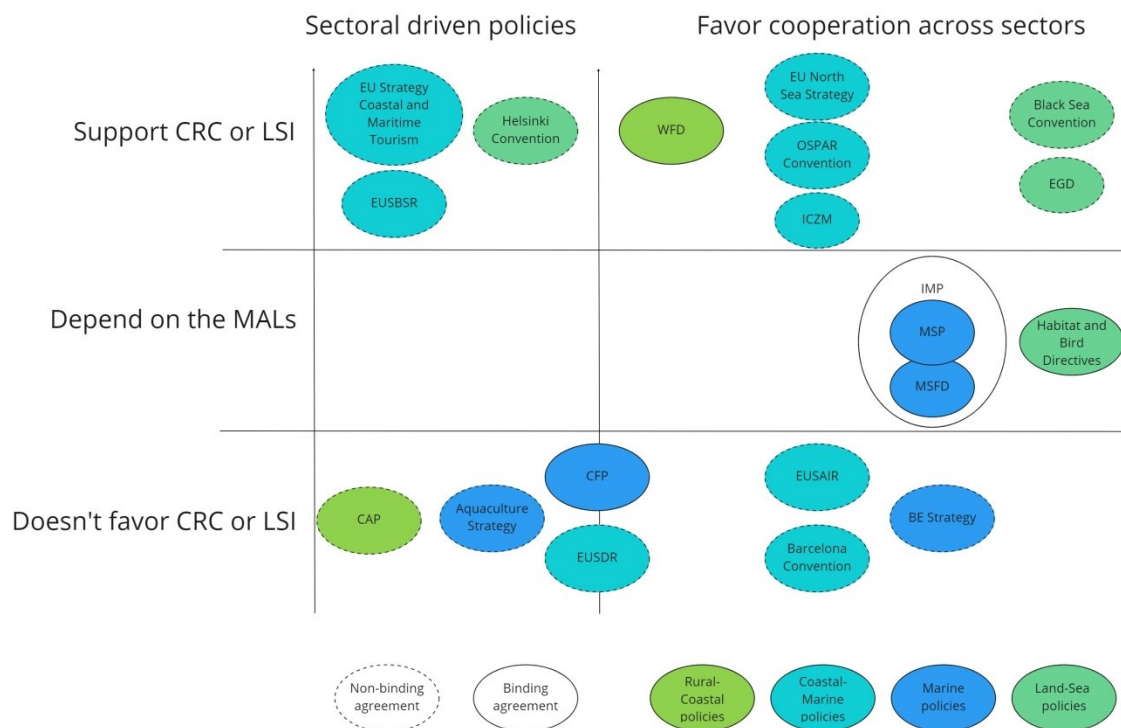 Sectoral driven policies
Favor cooperation across sectors
Support CRC or LSI
EU Strategy
Coastal and
Maritime
Tourism
Helsinki
Convention
EUSBSR
WFD
EU North
Sea Strategy
OSPAR
Convention
ICZM
Black Sea
Convention
EGD
Depend on the MALs
IMP
MSP
MSFD
Habitat and
Bird
Directives
Doesn't favor CRC or LSI
CAP
Aquaculture
Strategy
CFP
EUSDR
EUSAIR
Barcelona
Convention
BE Strategy
Non-binding
agreement
Binding
agreement
Rural-
Coastal
policies
Coastal-
Marine
policies
Marine
policies
Land-Sea
policies